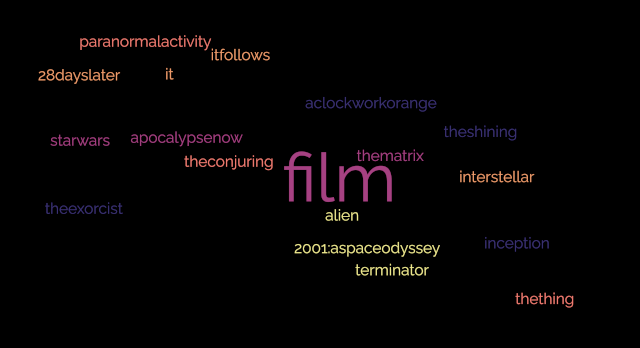 paranormalactivity
itfollows
28dayslater
it
aclockworkorange
theshining
starwars
apocalypsenow
theconjuring
thematrix
film
interstellar
theexorcist
alien
2001:aspaceodyssey
inception
terminator
thething